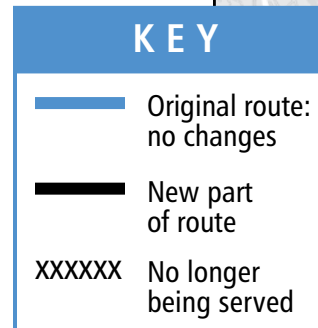 KEY
Original route:
no changes
New part
of route
XXXXXX No longer
being served